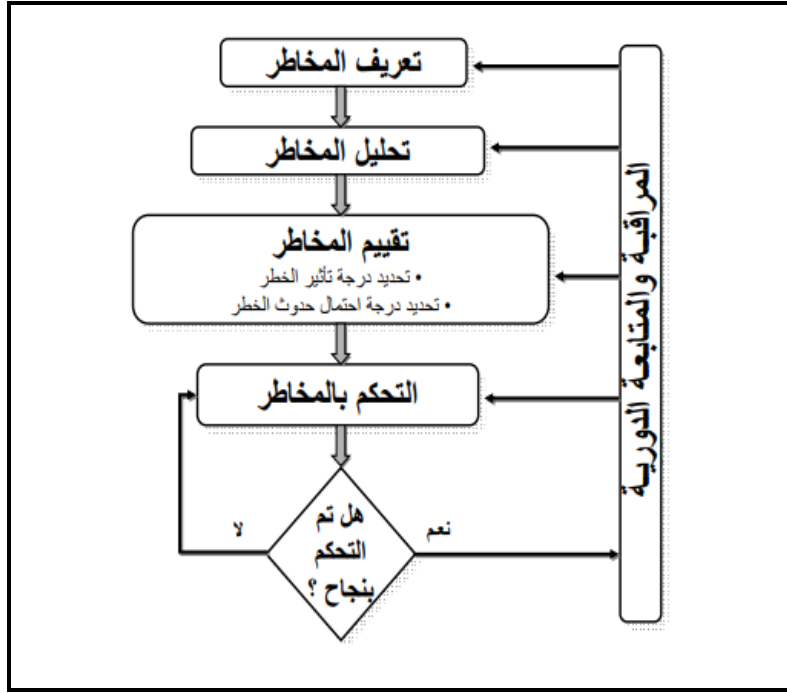 تعريف المخاطر
تحليل المخاطر
تقييم المخاطر
• تحديد درجة تأثير الخطر
• تحديد درجة احتمال حدوث الخطر
التحكم بالمخاطر
هل تم
التحكم
بنجاح ؟
نعم
لا
المراقبة والمتابعة الدورية